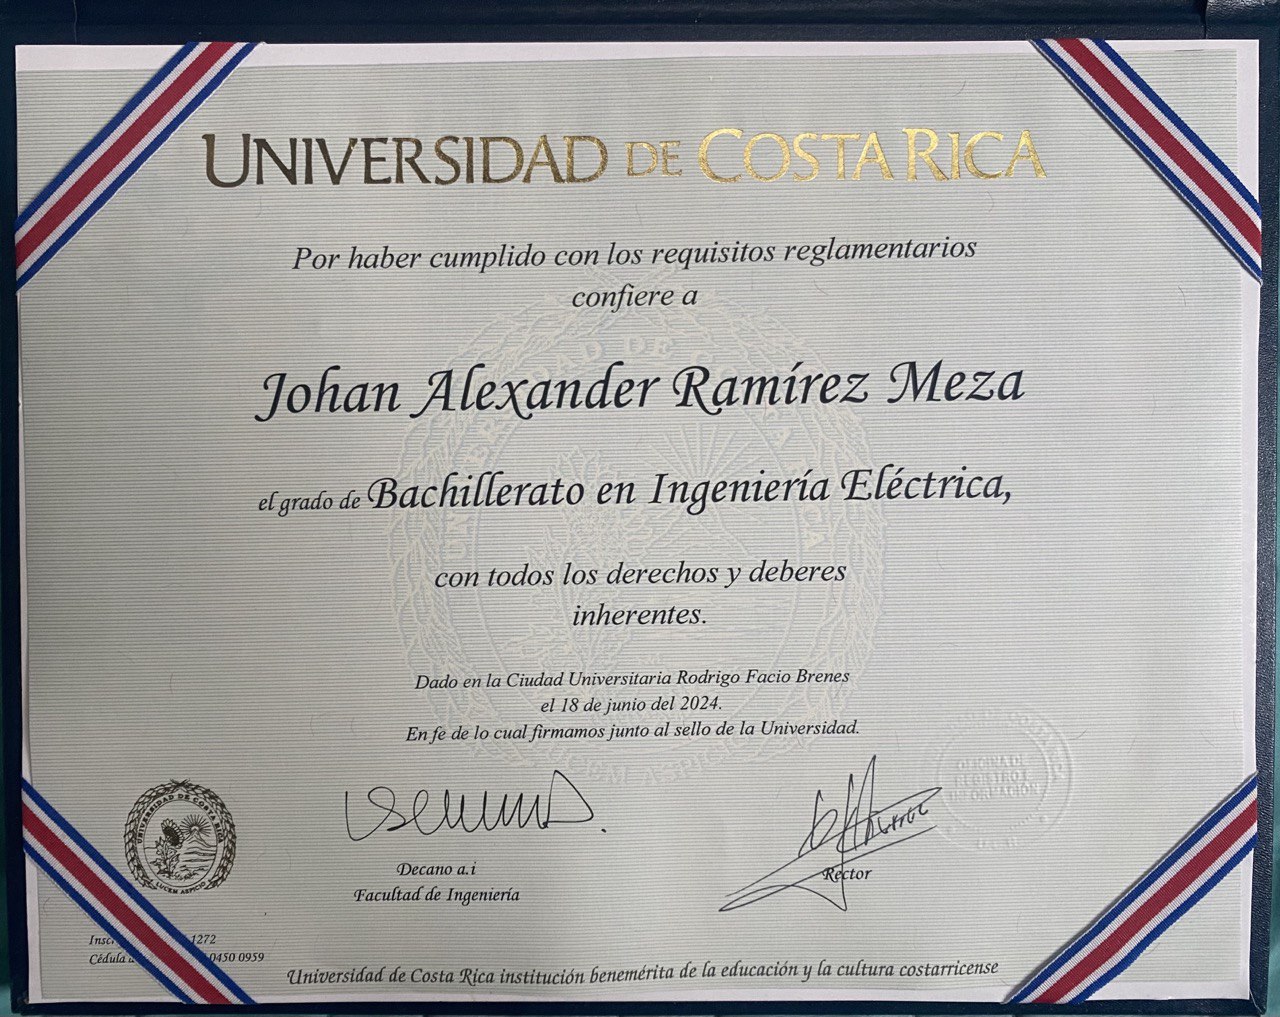 UNIVERSIDAD DE COSTA RICA
Por haber cumplido con los requisitos reglamentarios
confiere a
Johan Alexander Ramírez Meza
el grado de Bachillerato en Ingeniería Eléctrica,
con todos los derechos y deberes
inherentes.
Dado en la Ciudad Universitaria Rodrigo Facio Brenes
el 18 de junio del 2024.
En fe de lo cual firmamos junto al sello de la Universidad.
OFICINA DE
REGISTRO E
INFORMACIÓN
UNIVERSIDAD DE COSTA RICA
LUCEM ASPICIO
Decano a.i
Facultad de Ingeniería
Rector
1272
Cédula 0450 0959
Universidad de Costa Rica institución benemérita de la educación y la cultura costarricense